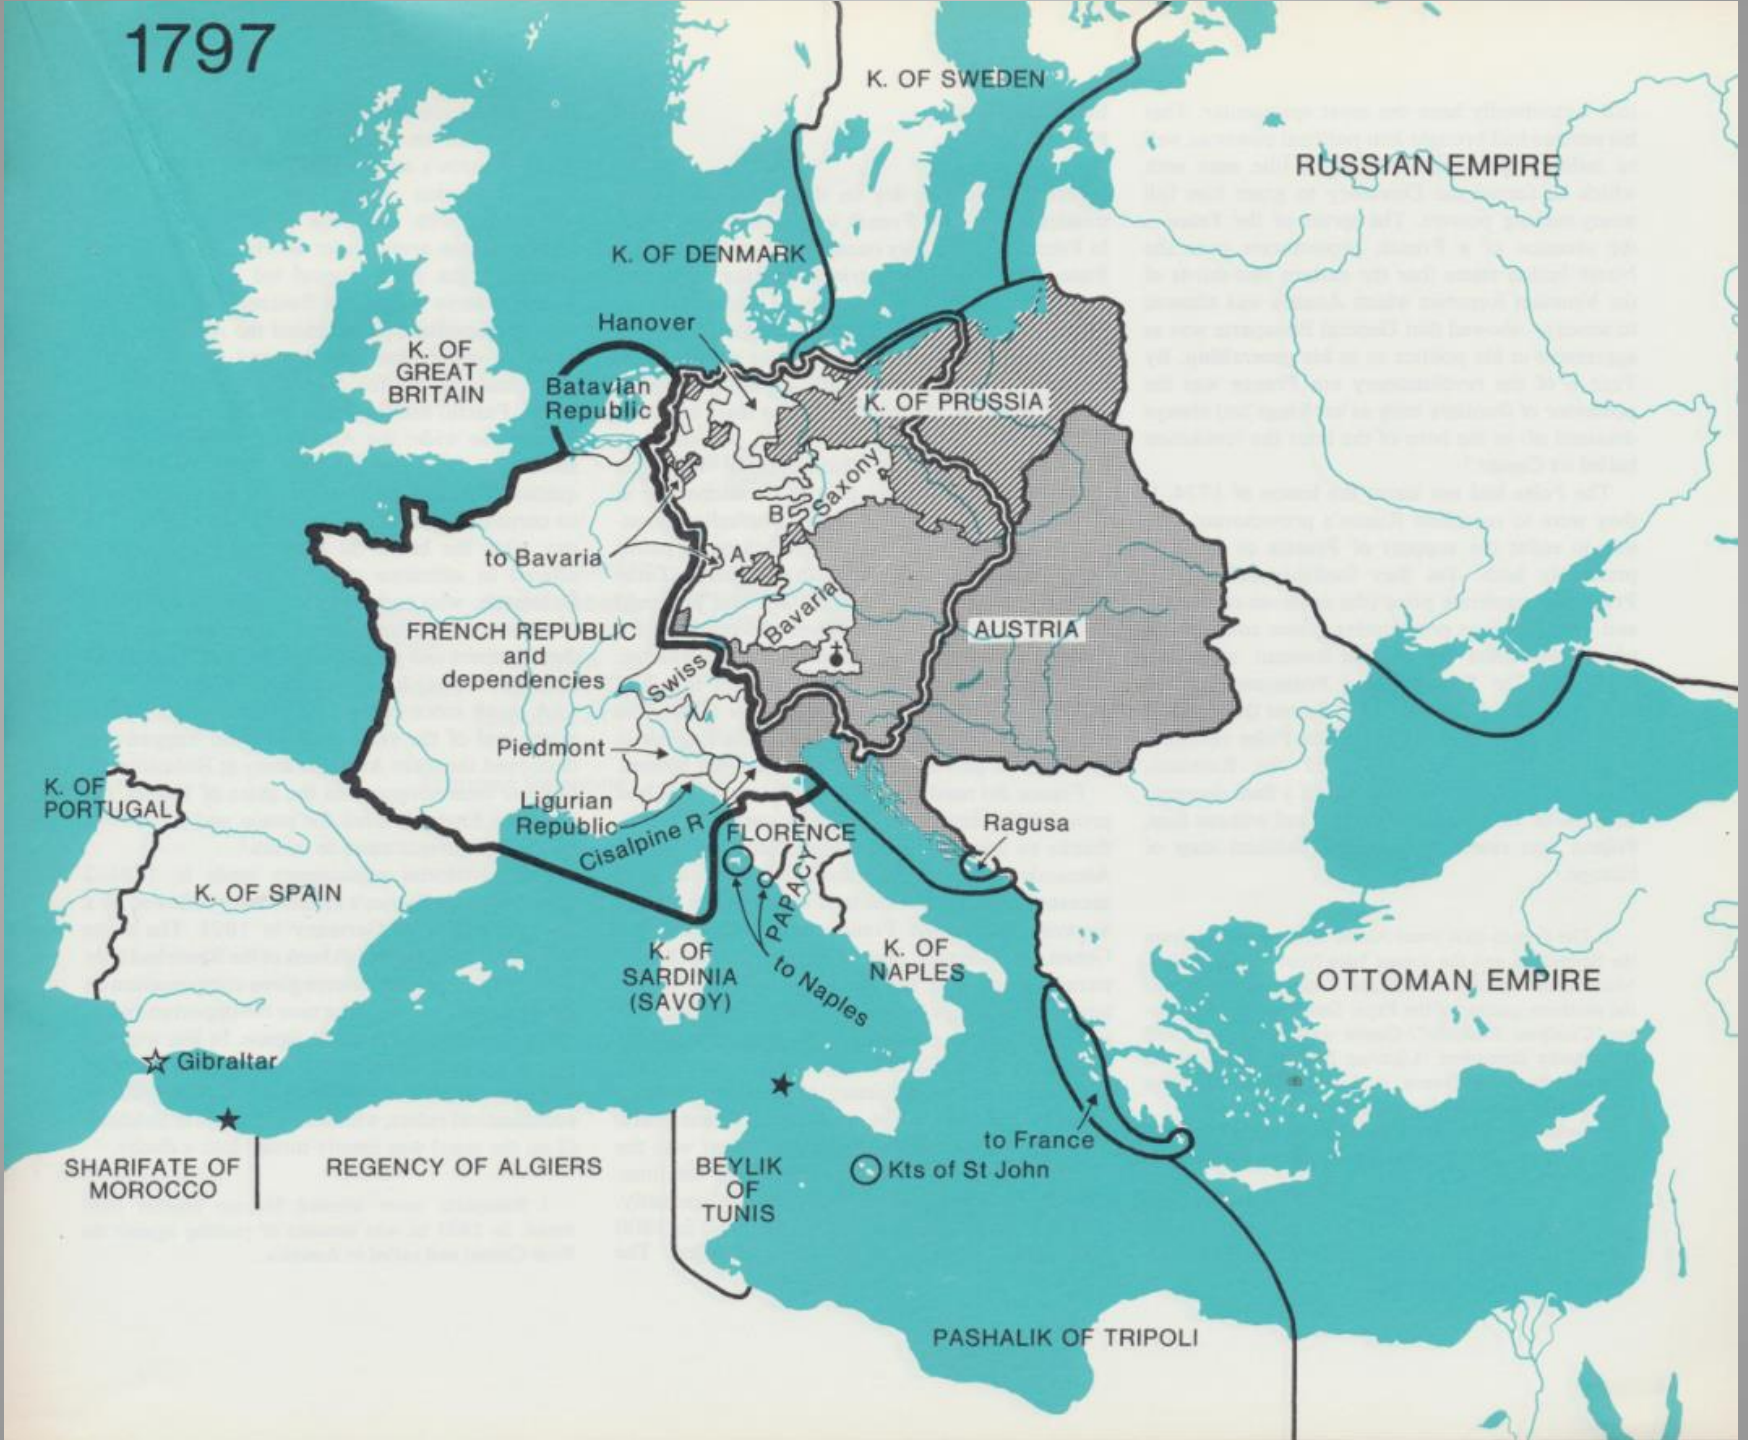 1797
K. OF SWEDEN
RUSSIAN EMPIRE
K. OF DENMARK
Hanover
K. OF
GREAT
BRITAIN
Batavian
Republic
K. OF PRUSSIA
Saxony
B
to Bavaria
A
Bavaria
FRENCH REPUBLIC
and
dependencies
AUSTRIA
Swiss
A
Piedmont
K. OF
PORTUGAL
Ligurian
Republic
Cisalpine R
FLORENCE
Ragusa
PAPACY
K. OF SPAIN
K. OF
SARDINIA
(SAVOY)
to Naples
K. OF
NAPLES
OTTOMAN EMPIRE
Gibraltar
to France
SHARIFATE OF
MOROCCO
REGENCY OF ALGIERS
BEYLIK
OF
TUNIS
Kts of St John
PASHALIK OF TRIPOLI